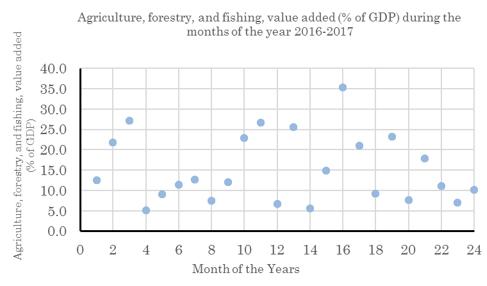 Agriculture, forestry, and fishing, value added (% of GDP) during the
months of the year 2016-2017
Agriculture, forestry, and fishing, value added
(% of GDP)
40.0
35.0
30.0
25.0
20.0
15.0
10.0
5.0
0.0
0 2 4 6 8 10 12 14 16 18 20 22 24
Month of the Years